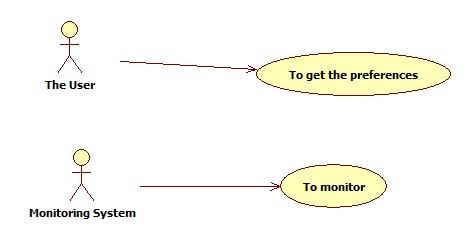 The User
To get the preferences
Monitoring System
To monitor